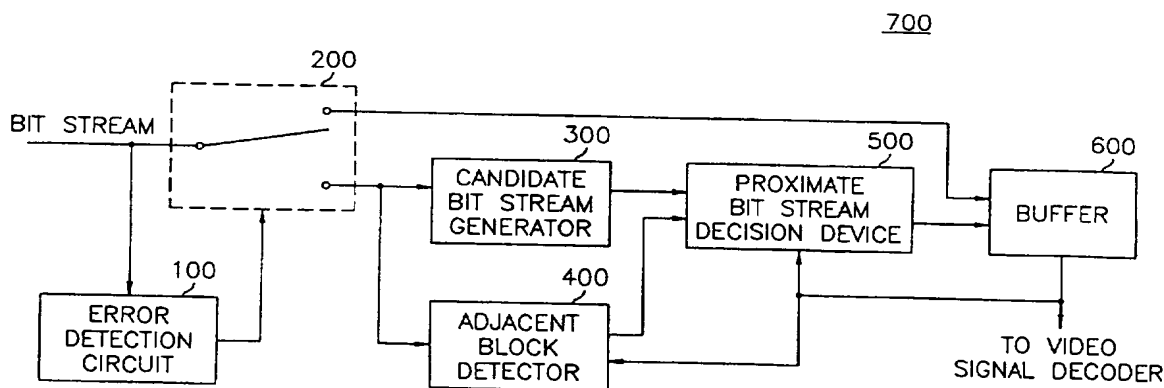 700
200
BIT STREAM
300
CANDIDATE
BIT STREAM
GENERATOR
500
PROXIMATE
BIT STREAM
DECISION DEVICE
600
BUFFER
100
ERROR
DETECTION
CIRCUIT
400
ADJACENT
BLOCK
DETECTOR
TO VIDEO
SIGNAL DECODER